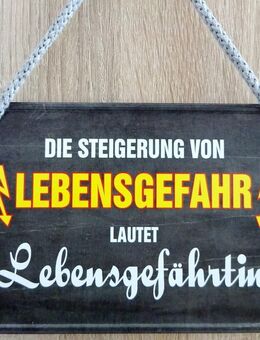 DIE STEIGERUNG VON
LEBENSGEFAHR
LAUTET
Lebensgefährtin